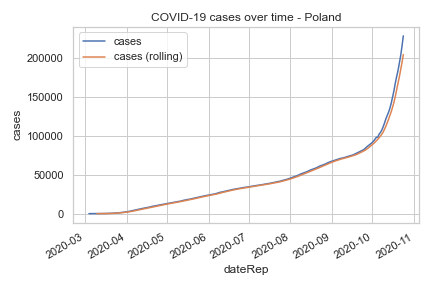 COVID-19 cases over time - Poland
cases
cases (rolling)
cases
200000
150000
100000
50000
0
2020-03
2020-04
2020-05
2020-06
2020-07
2020-08
2020-09
2020-10
2020-11
dateRep